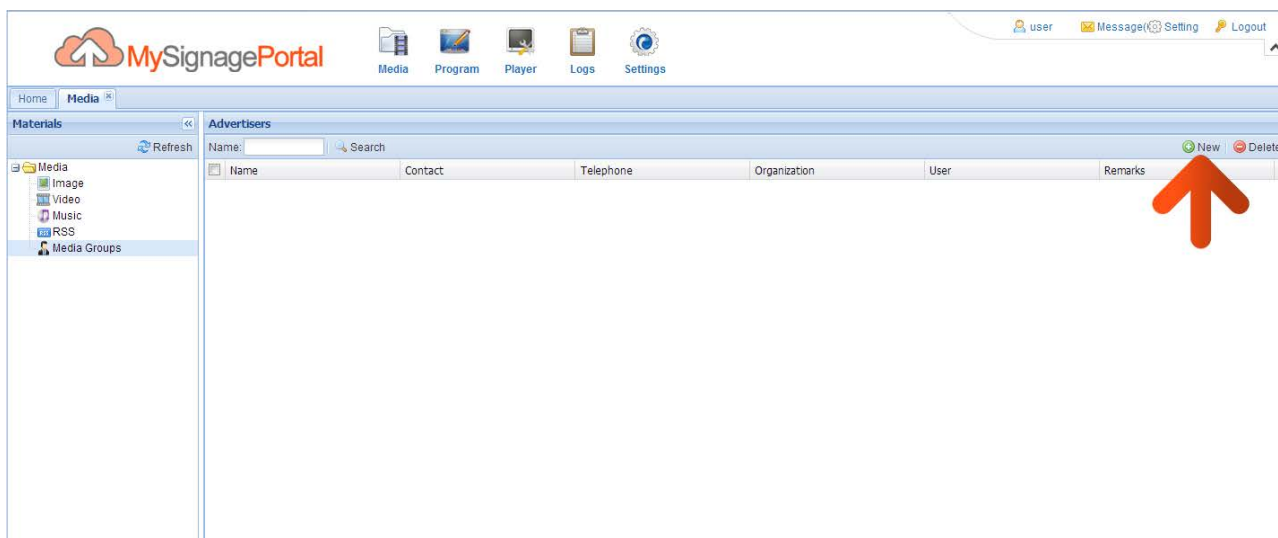 user Message( Setting Logout
MySignagePortal
Media Program Player Logs Settings
Home Media
Materials
Refresh
Media
Image
Video
Music
RSS
Media Groups
Advertisers
Name: Search New Delete
Name Contact Telephone Organization User Remarks